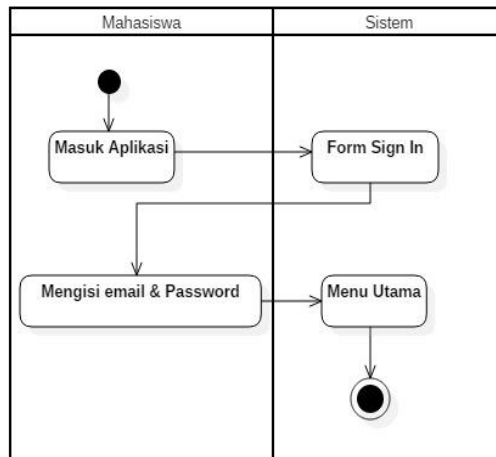 Mahasiswa
Sistem
Masuk Aplikasi
Form Sign In
Mengisi email & Password
Menu Utama